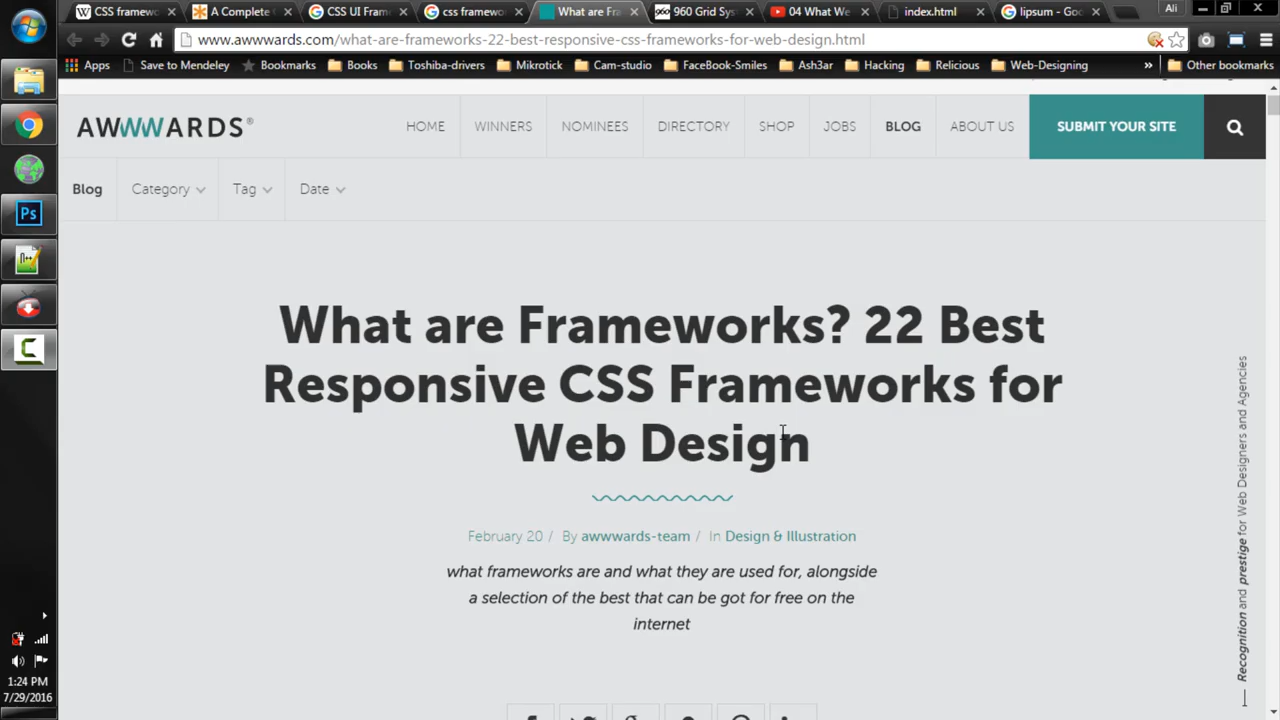 CSS framewo
A Complete
CSS UI Fram
css framewo
What are Fra
960 Grid Sys
04 What We
index.html
lipsum - Goo
Ali
www.awwwards.com/what-are-frameworks-22-best-responsive-css-frameworks-for-web-design.html
Apps
Save to Mendeley
Bookmarks
Books
Toshiba-drivers
Mikrotick
Cam-studio
FaceBook-Smiles
Ash3ar
Hacking
Relicious
Web-Designing
»
Other bookmarks
AWWWARDS®
HOME
WINNERS
NOMINEES
DIRECTORY
SHOP
JOBS
BLOG
ABOUT US
SUBMIT YOUR SITE
Blog
Category
Tag
Date
What are Frameworks? 22 Best
Responsive CSS Frameworks for
Web Design
February 20 / By awwwards-team / In Design & Illustration
what frameworks are and what they are used for, alongside
a selection of the best that can be got for free on the
internet
Recognition and prestige for Web Designers and Agencies
Ps
1:24 PM
7/29/2016